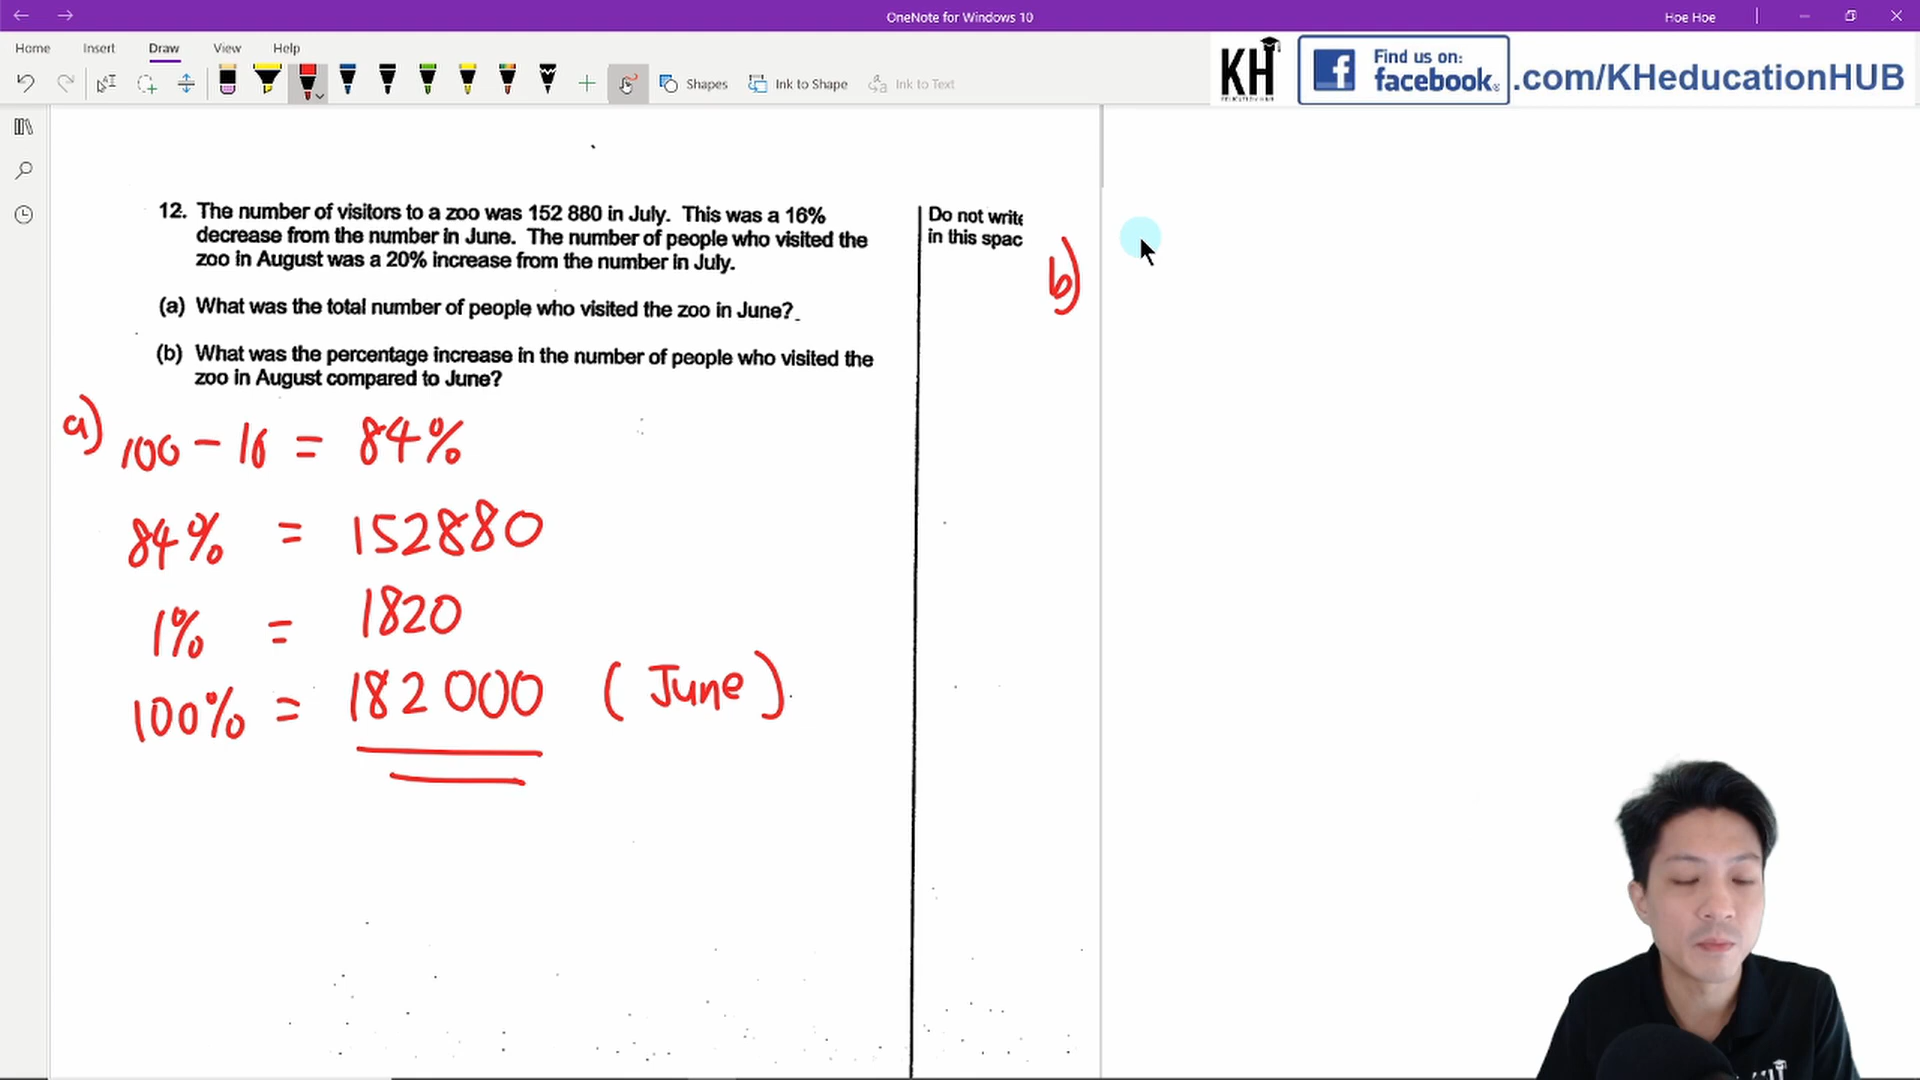 OneNote for Windows 10
Hoe Hoe
Home Insert Draw View Help
Shapes Ink to Shape Ink to Text
KH
Find us on:
facebook .com/KHeducationHUB
12. The number of visitors to a zoo was 152 880 in July. This was a 16%
decrease from the number in June. The number of people who visited the
zoo in August was a 20% increase from the number in July.
(a) What was the total number of people who visited the zoo in June?
(b) What was the percentage increase in the number of people who visited the
zoo in August compared to June?
Do not write
in this spac
a) 100 - 16 = 84%
84% = 152880
1% = 1820
100% = 182 000 (June)
b)